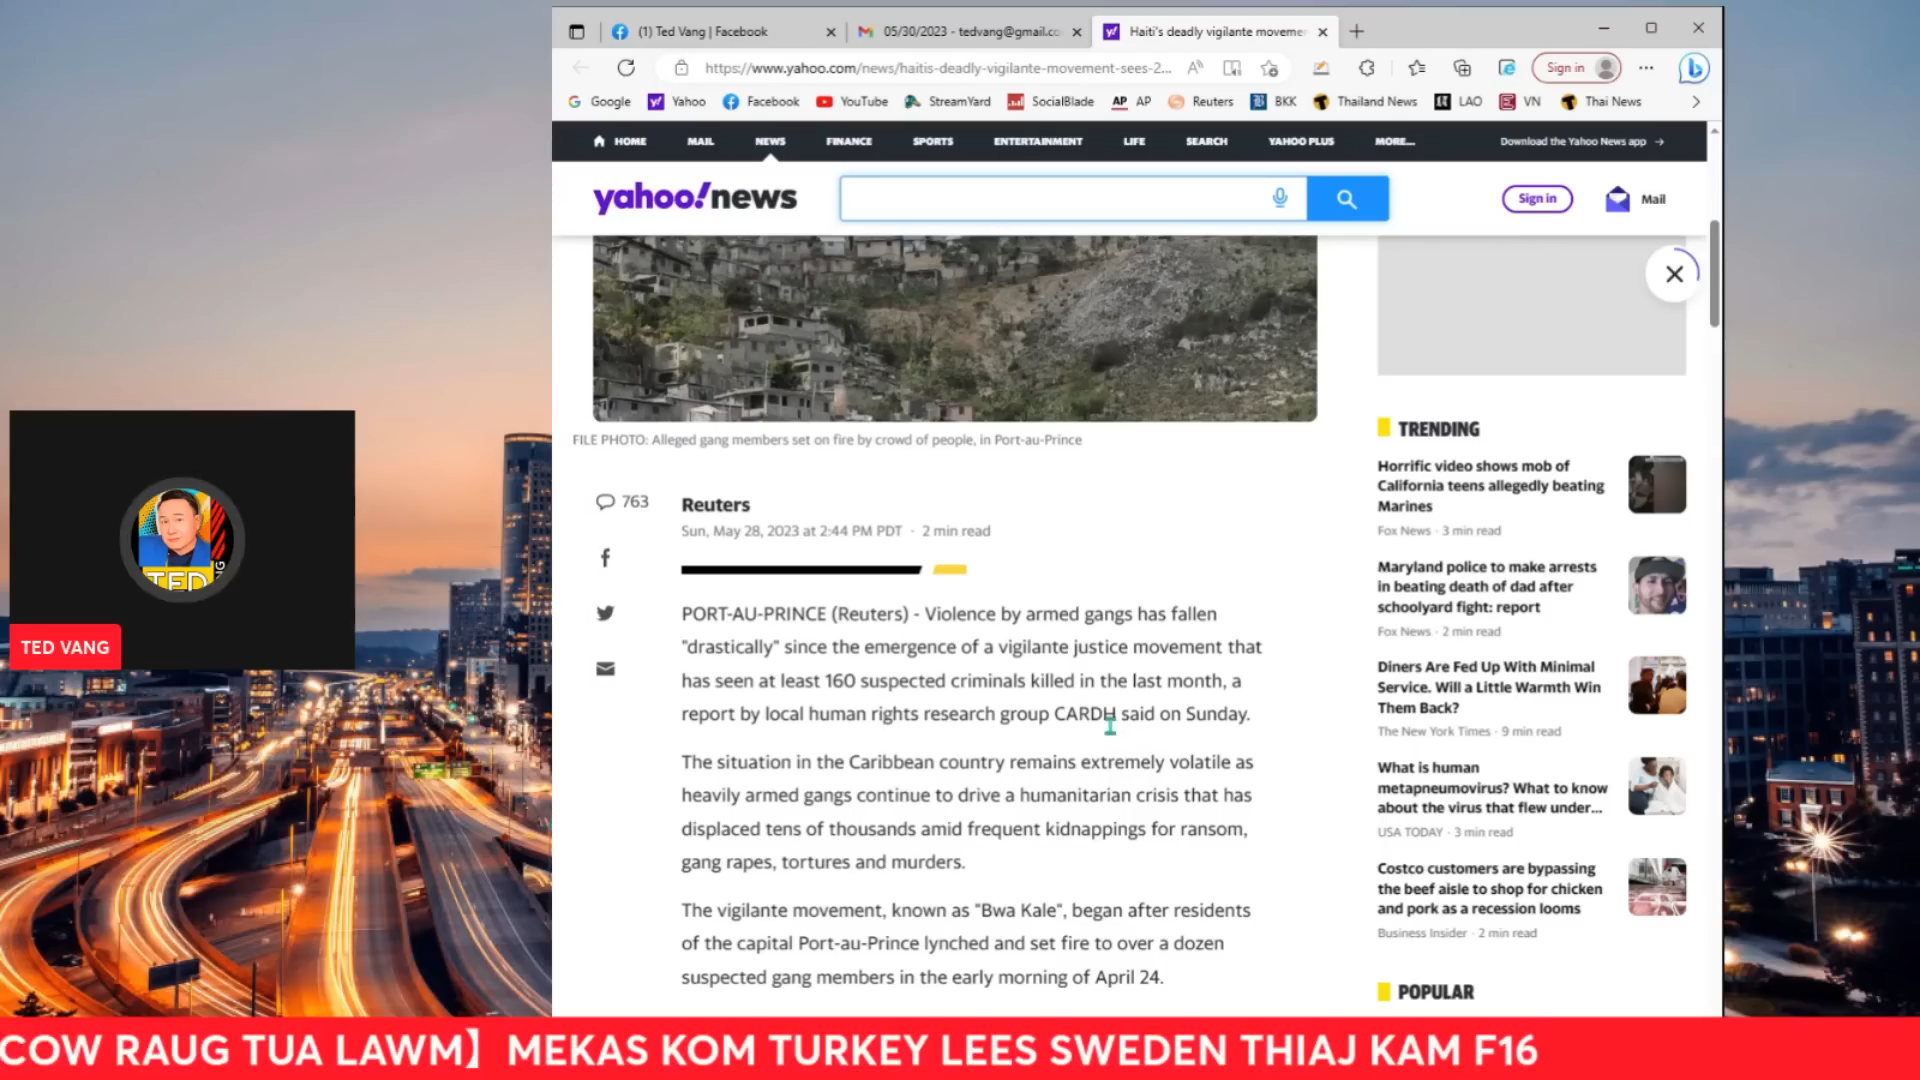 (1) Ted Vang | Facebook
05/30/2023 - tedvang@gmail.co
Haiti's deadly vigilante moveme
https://www.yahoo.com/news/haitis-deadly-vigilante-movement-sees-2...
Sign in
Google
Yahoo
Facebook
YouTube
StreamYard
SocialBlade
AP AP
Reuters
BKK
Thailand News
LAO
VN
Thai News
HOME
MAIL
NEWS
FINANCE
SPORTS
ENTERTAINMENT
LIFE
SEARCH
YAHOO PLUS
MORE...
Download the Yahoo News app →
yahoo!news
Sign in
Mail
FILE PHOTO: Alleged gang members set on fire by crowd of people, in Port-au-Prince
763
Reuters
Sun, May 28, 2023 at 2:44 PM PDT · 2 min read
PORT-AU-PRINCE (Reuters) - Violence by armed gangs has fallen
"drastically" since the emergence of a vigilante justice movement that
has seen at least 160 suspected criminals killed in the last month, a
report by local human rights research group CARDH said on Sunday.
The situation in the Caribbean country remains extremely volatile as
heavily armed gangs continue to drive a humanitarian crisis that has
displaced tens of thousands amid frequent kidnappings for ransom,
gang rapes, tortures and murders.
The vigilante movement, known as "Bwa Kale", began after residents
of the capital Port-au-Prince lynched and set fire to over a dozen
suspected gang members in the early morning of April 24.
TRENDING
Horrific video shows mob of
California teens allegedly beating
Marines
Fox News · 3 min read
Maryland police to make arrests
in beating death of dad after
schoolyard fight: report
Fox News · 2 min read
Diners Are Fed Up With Minimal
Service. Will a Little Warmth Win
Them Back?
The New York Times · 9 min read
What is human
metapneumovirus? What to know
about the virus that flew under...
USA TODAY · 3 min read
Costco customers are bypassing
the beef aisle to shop for chicken
and pork as a recession looms
Business Insider · 2 min read
POPULAR
TED
TED VANG
COW RAUG TUA LAWM】 MEKAS KOM TURKEY LEES SWEDEN THIAJ KAM F16